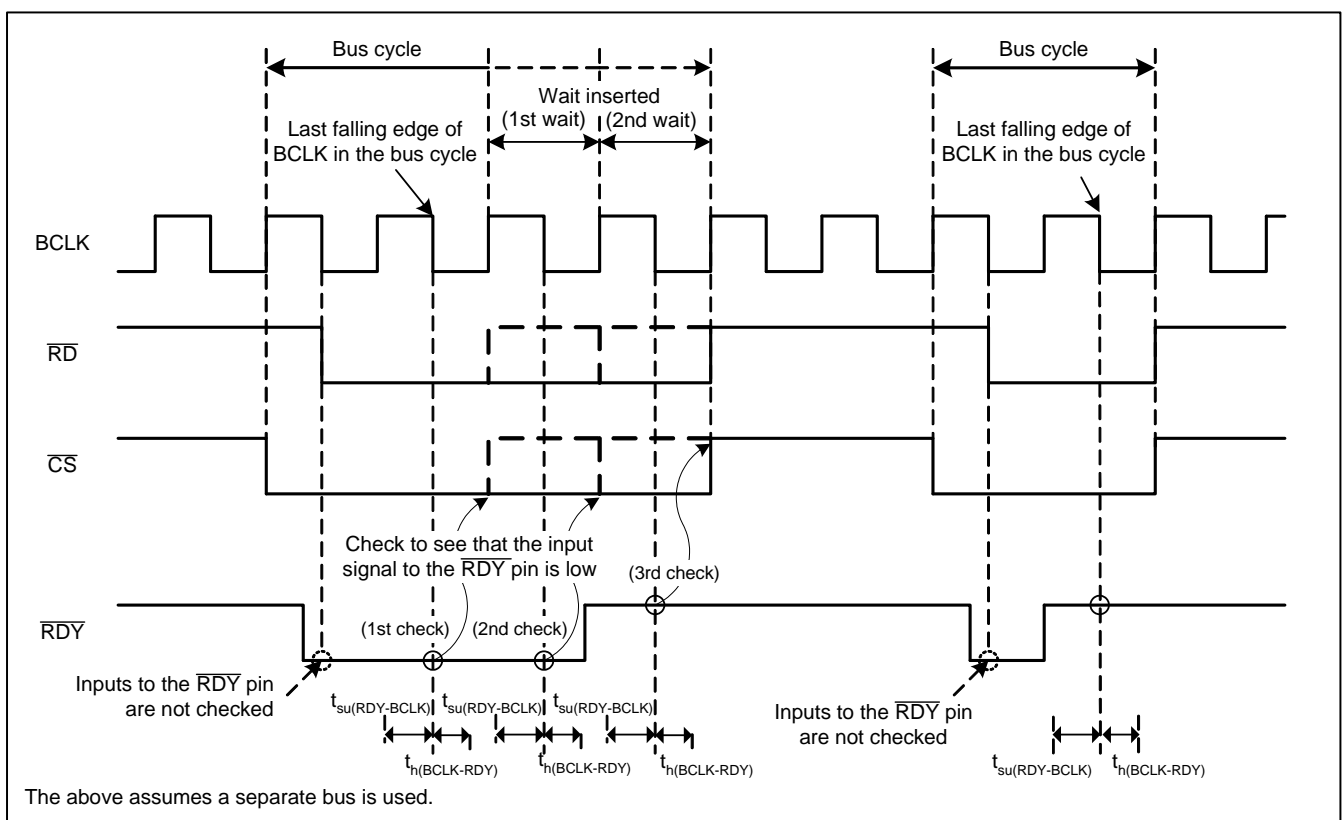 Bus cycle
Bus cycle
Wait inserted
(1st wait) (2nd wait)
Last falling edge of
BCLK in the bus cycle
Last falling edge of
BCLK in the bus cycle
BCLK
RD
CS
Check to see that the input
signal to the RDY pin is low
(3rd check)
RDY
(1st check)
(2nd check)
Inputs to the RDY pin
are not checked
tsu(RDY-BCLK) tsu(RDY-BCLK) tsu(RDY-BCLK)
th(BCLK-RDY) th(BCLK-RDY) th(BCLK-RDY)
Inputs to the RDY pin
are not checked
tsu(RDY-BCLK) th(BCLK-RDY)
The above assumes a separate bus is used.